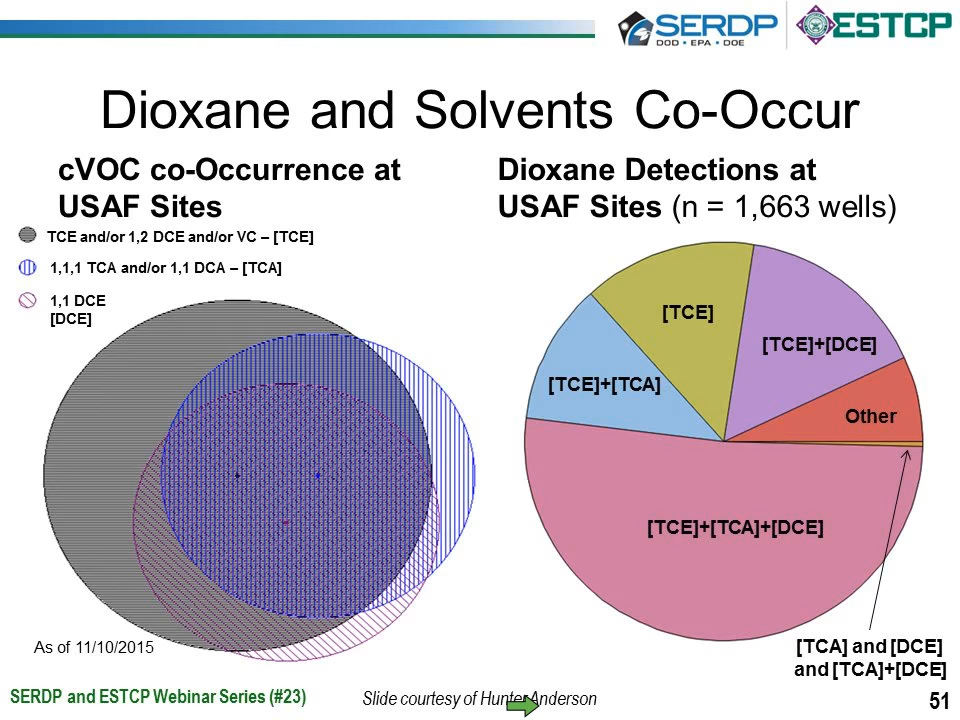 SERDP
DOD • EPA • DOE
ESTCP
Dioxane and Solvents Co-Occur
cVOC co-Occurrence at
USAF Sites
TCE and/or 1,2 DCE and/or VC – [TCE]
1,1,1 TCA and/or 1,1 DCA – [TCA]
1,1 DCE
[DCE]
As of 11/10/2015
Dioxane Detections at
USAF Sites (n = 1,663 wells)
[TCE]
[TCE]+[DCE]
[TCE]+[TCA]
Other
[TCE]+[TCA]+[DCE]
[TCA] and [DCE]
and [TCA]+[DCE]
SERDP and ESTCP Webinar Series (#23)
Slide courtesy of Hunter Anderson
51